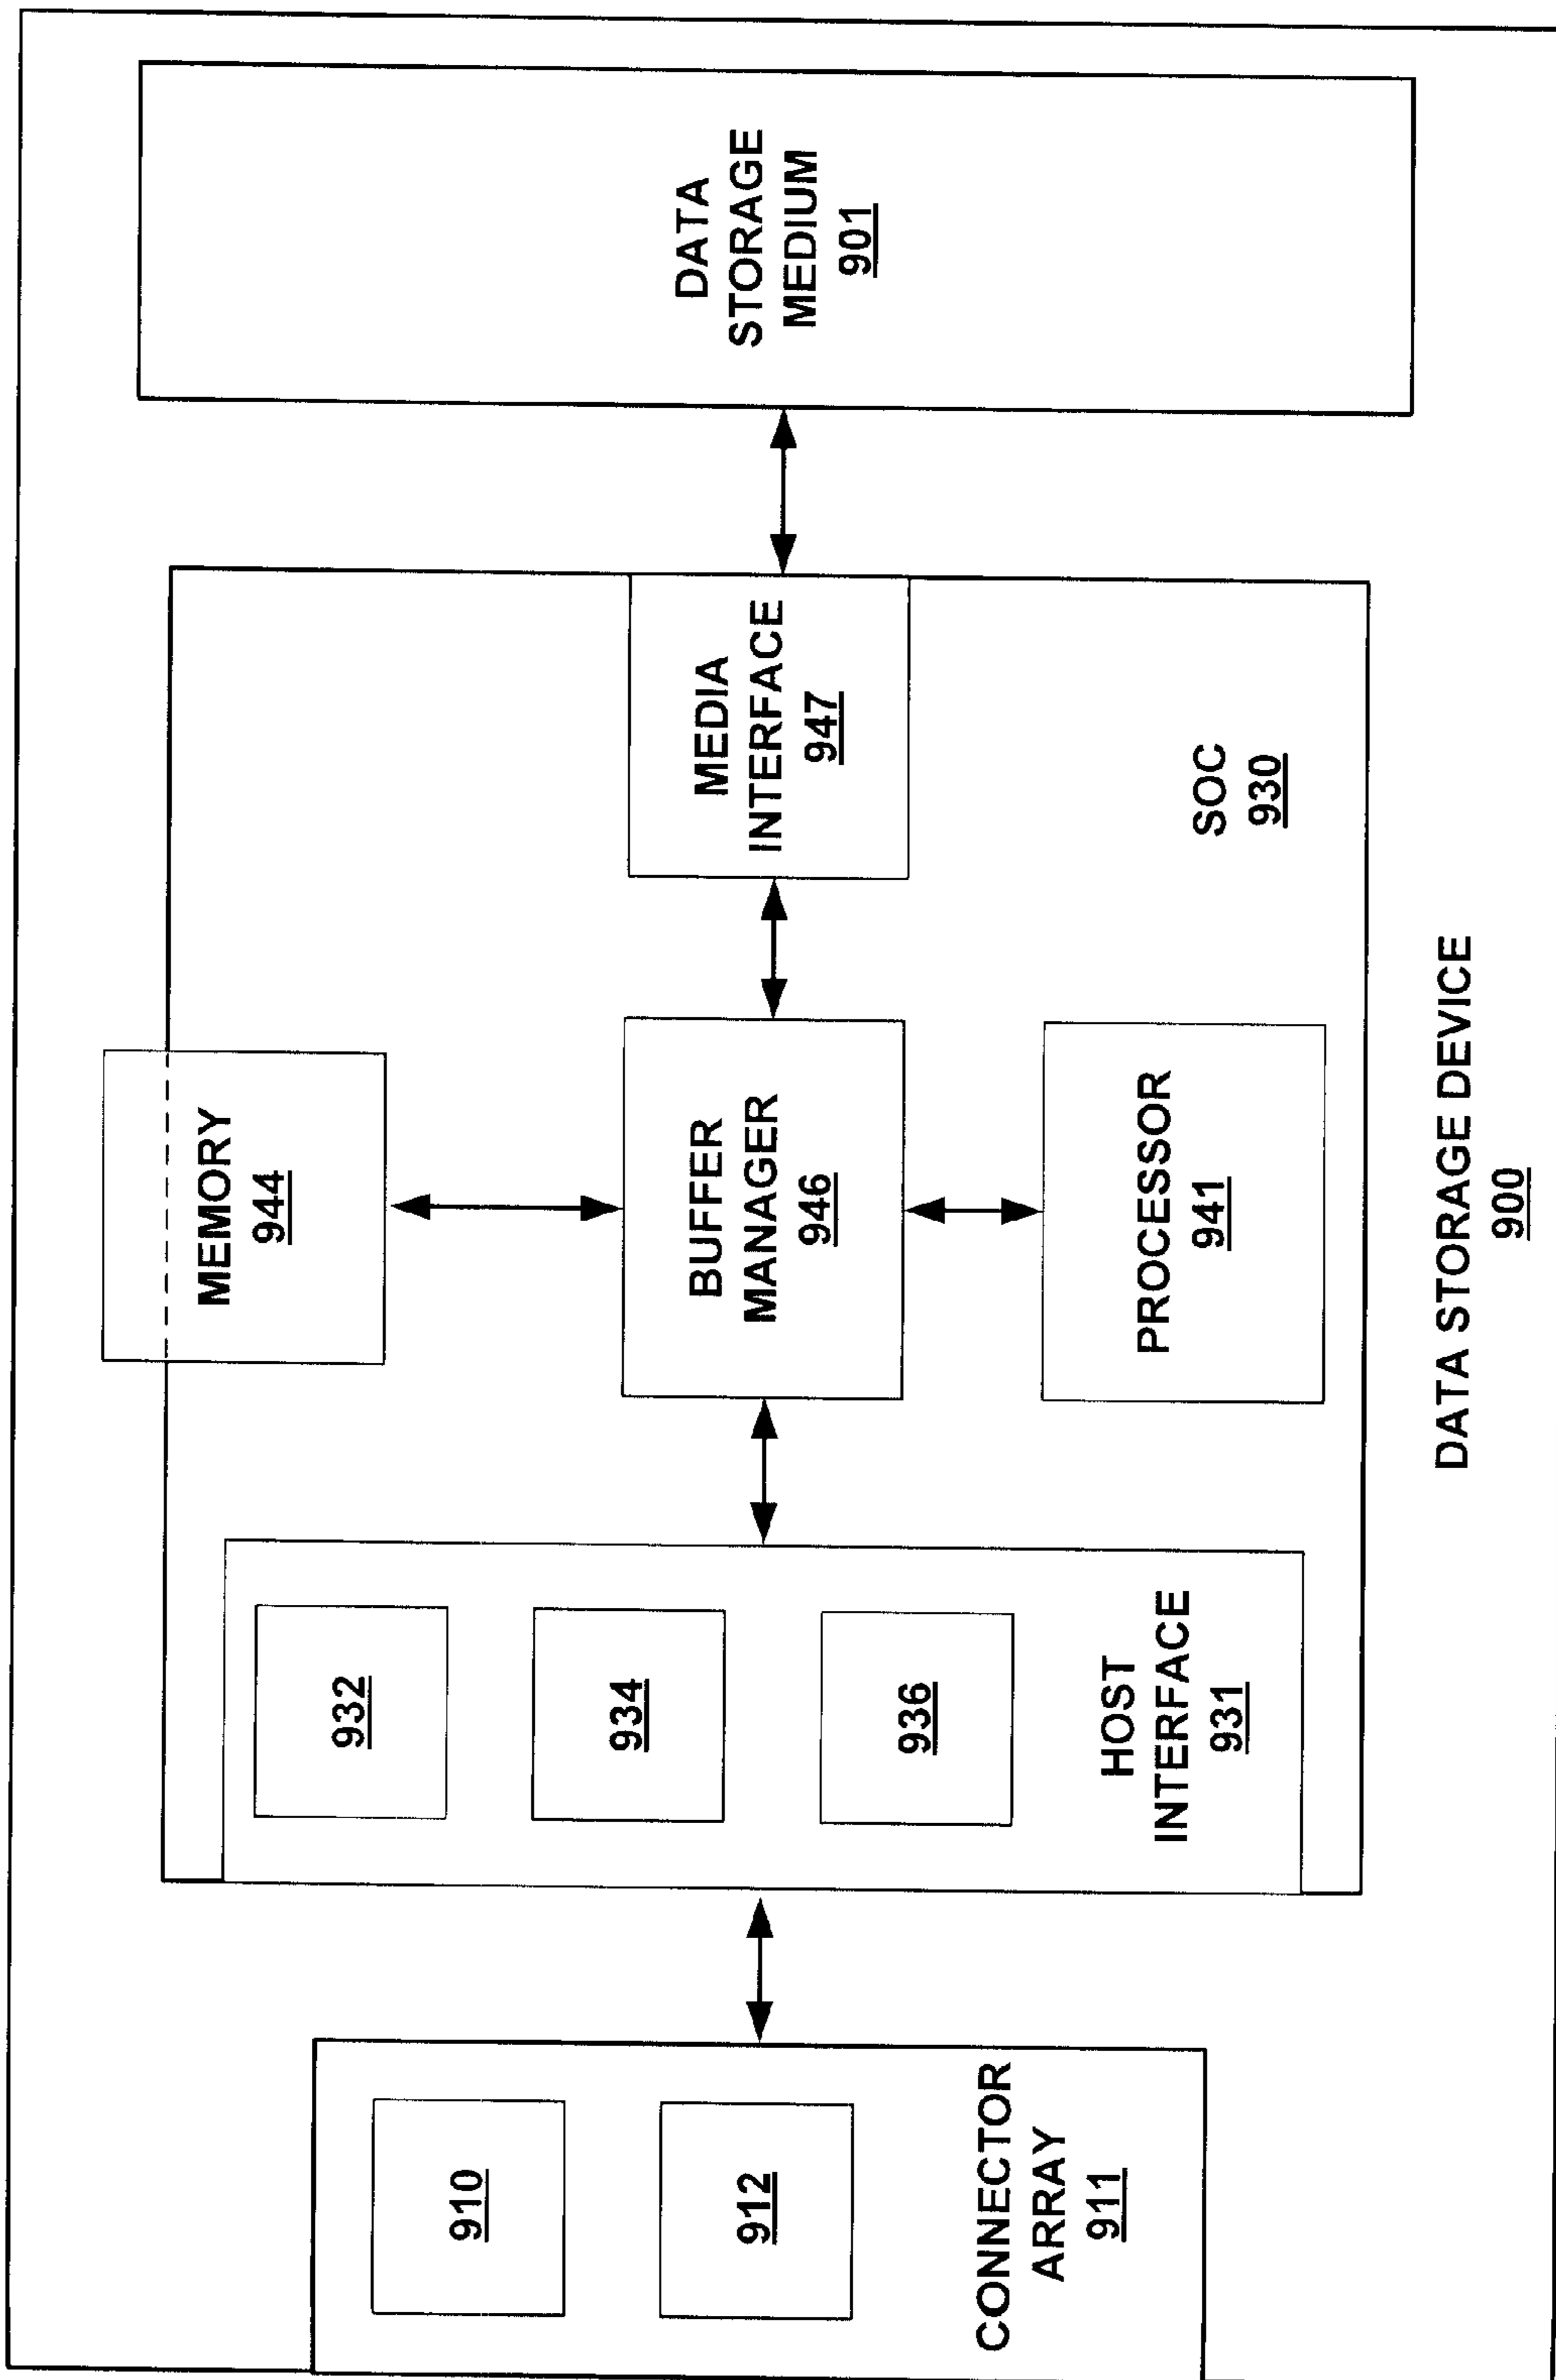 CONNECTOR
ARRAY
911
910
912
HOST
INTERFACE
931
932
934
936
MEMORY
944
BUFFER
MANAGER
946
PROCESSOR
941
MEDIA
INTERFACE
947
SOC
930
DATA
STORAGE
MEDIUM
901
DATA STORAGE DEVICE
900